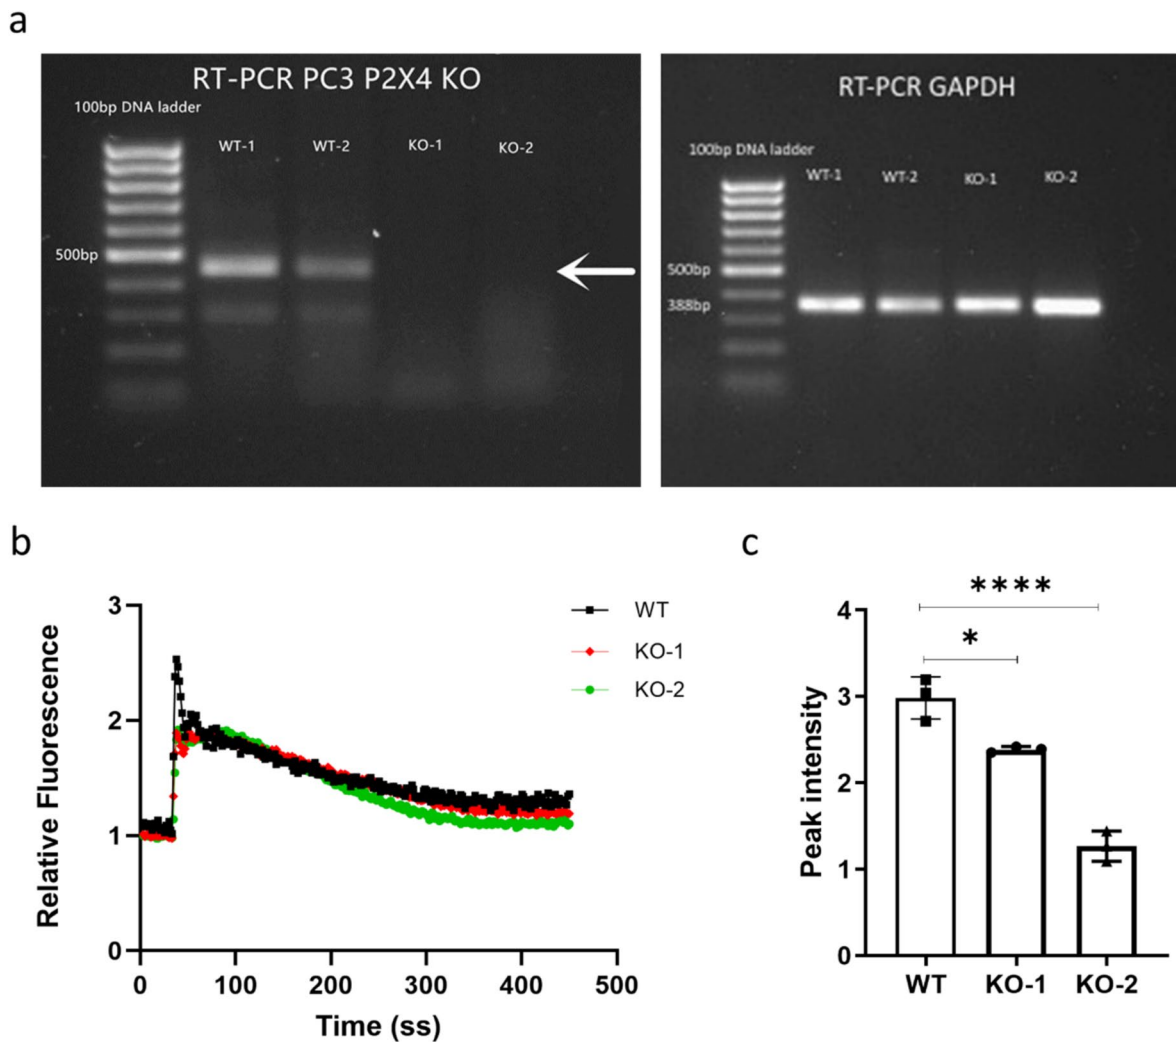 a
RT-PCR PC3 P2X4 KO
100bp DNA ladder
WT-1 WT-2 KO-1 KO-2
500bp
RT-PCR GAPDH
100bp DNA ladder
WT-1 WT-2 KO-1 KO-2
500bp
388bp
b
Relative Fluorescence
3
2
1
0
0 100 200 300 400 500
Time (ss)
WT
KO-1
KO-2
c
Peak intensity
4
3
2
1
0
****
*
WT KO-1 KO-2